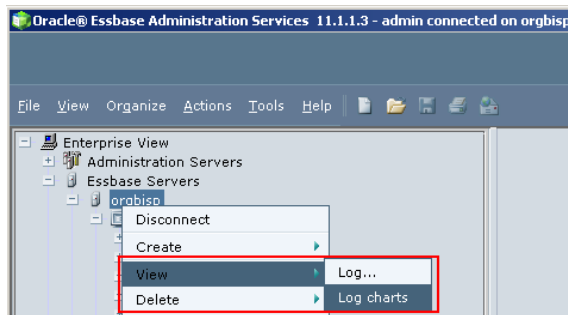 Oracle® Essbase Administration Services 11.1.1.3 - admin connected on orgbisp
File View Organize Actions Tools Help
Enterprise View
Administration Servers
Essbase Servers
orgbisp
Disconnect
Create
View
Log...
Delete
Log charts